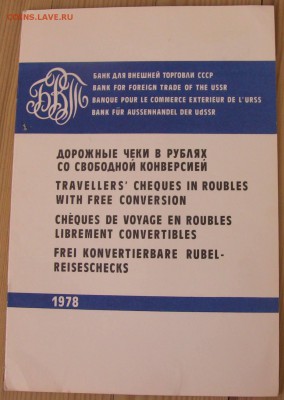 COINS.LAVE.RU
БВТ
БАНК ДЛЯ ВНЕШНЕЙ ТОРГОВЛИ СССР
BANK FOR FOREIGN TRADE OF THE USSR
BANQUE POUR LE COMMERCE EXTERIEUR DE L'URSS
BANK FÜR AUSSENHANDEL DER UdSSR
ДОРОЖНЫЕ ЧЕКИ В РУБЛЯХ
СО СВОБОДНОЙ КОНВЕРСИЕЙ
TRAVELLERS' CHEQUES IN ROUBLES
WITH FREE CONVERSION
CHÈQUES DE VOYAGE EN ROUBLES
LIBREMENT CONVERTIBLES
FREI KONVERTIERBARE RUBEL-
REISESCHECKS
1978